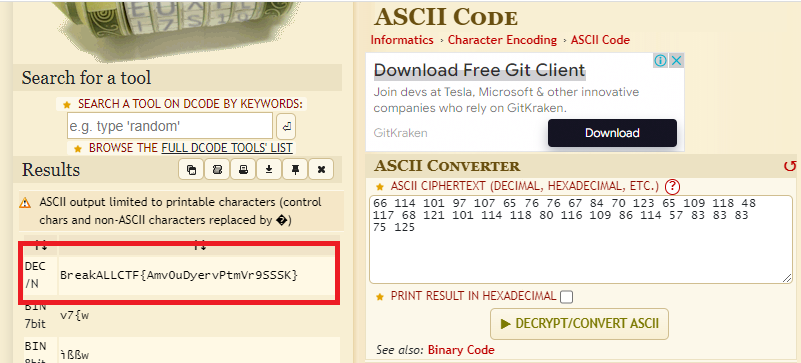 Search for a tool
SEARCH A TOOL ON DCODE BY KEYWORDS:
e.g. type 'random'
BROWSE THE FULL DCODE TOOLS' LIST
Results
ASCII output limited to printable characters (control
chars and non-ASCII characters replaced by �)
↑↓ ↑↓
DEC
/N
BreakALLCTF{Amv0uDyervPtmVr9SSSK}
BIN
7bit
v7{w
BIN
ASCII CODE
Informatics › Character Encoding › ASCII Code
Download Free Git Client
Join devs at Tesla, Microsoft & other innovative
companies who rely on GitKraken.
GitKraken
Download
ASCII CONVERTER
ASCII CIPHERTEXT (DECIMAL, HEXADECIMAL, ETC.) ?
66 114 101 97 107 65 76 76 67 84 70 123 65 109 118 48
117 68 121 101 114 118 80 116 109 86 114 57 83 83 83
75 125
PRINT RESULT IN HEXADECIMAL
▶ DECRYPT/CONVERT ASCII
See also: Binary Code